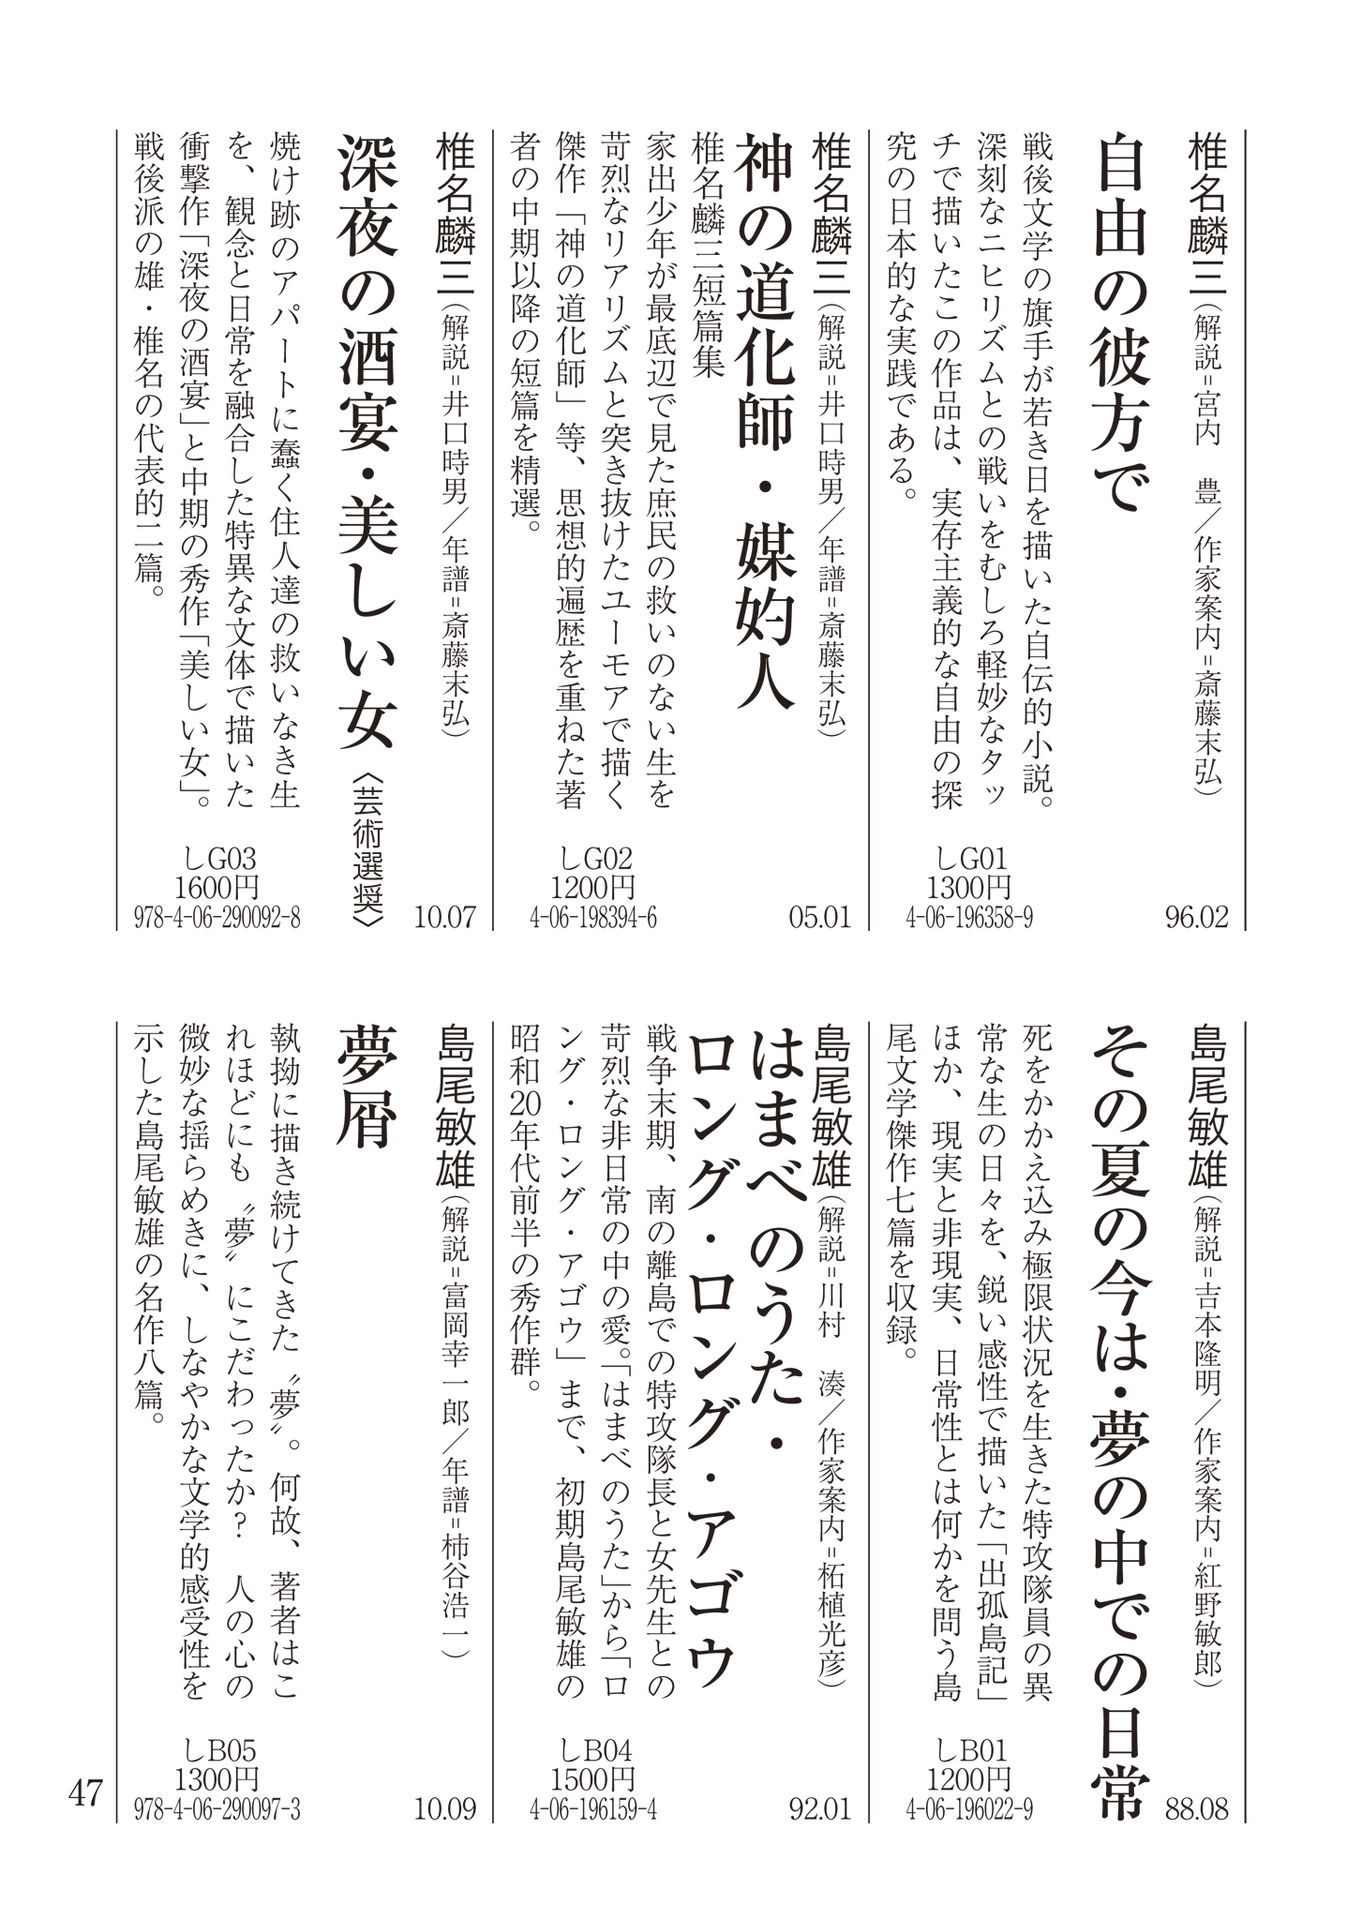 椎名麟三（解説=宮内　豊／作家案内=斎藤末弘）
自由の彼方で
戦後文学の旗手が若き日を描いた自伝的小説。
深刻なニヒリズムとの戦いをむしろ軽妙なタッ
チで描いたこの作品は、実存主義的な自由の探
究の日本的な実践である。
しG01
1300円
4-06-196358-9
96.02
椎名麟三（解説=井口時男／年譜=斎藤末弘）
神の道化師・媒妁人
椎名麟三短篇集
家出少年が最底辺で見た庶民の救いのない生を
苛烈なリアリズムと突き抜けたユーモアで描く
傑作「神の道化師」等、思想的遍歴を重ねた著
者の中期以降の短篇を精選。
しG02
1200円
4-06-198394-6
05.01
椎名麟三（解説=井口時男／年譜=斎藤末弘）
深夜の酒宴・美しい女〈芸術選奨〉
焼け跡のアパートに蠢く住人達の救いなき生
を、観念と日常を融合した特異な文体で描いた
衝撃作「深夜の酒宴」と中期の秀作「美しい女」。
戦後派の雄・椎名の代表的二篇。
しG03
1600円
978-4-06-290092-8
10.07
島尾敏雄（解説=吉本隆明／作家案内=紅野敏郎）
その夏の今は・夢の中での日常
死をかかえ込み極限状況を生きた特攻隊員の異
常な生の日々を、鋭い感性で描いた「出孤島記」
ほか、現実と非現実、日常性とは何かを問う島
尾文学傑作七篇を収録。
しB01
1200円
4-06-196022-9
88.08
島尾敏雄（解説=川村　湊／作家案内=柘植光彦）
はまべのうた・
ロング・ロング・アゴウ
戦争末期、南の離島での特攻隊長と女先生との
苛烈な非日常の中の愛。「はまべのうた」から「ロ
ング・ロング・アゴウ」まで、初期島尾敏雄の
昭和20年代前半の秀作群。
しB04
1500円
4-06-196159-4
92.01
島尾敏雄（解説=富岡幸一郎／年譜=柿谷浩一）
夢屑
執拗に描き続けてきた〝夢〟。何故、著者はこ
れほどにも〝夢〟にこだわったか？　人の心の
微妙な揺らめきに、しなやかな文学的感受性を
示した島尾敏雄の名作八篇。
しB05
1300円
978-4-06-290097-3
10.09
47